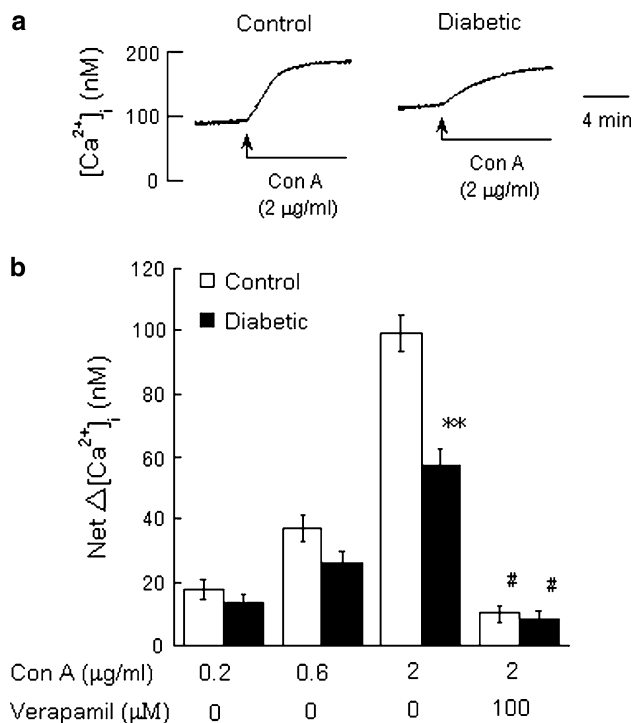 a
Control
Diabetic
[Ca2+]i (nM)
200
100
0
4 min
Con A
(2 µg/ml)
Con A
(2 µg/ml)
b
Net △[Ca2+]i (nM)
120
100
80
60
40
20
0
Control
Diabetic
**
# #
Con A (µg/ml) 0.2 0.6 2 2
Verapamil (µM) 0 0 0 100